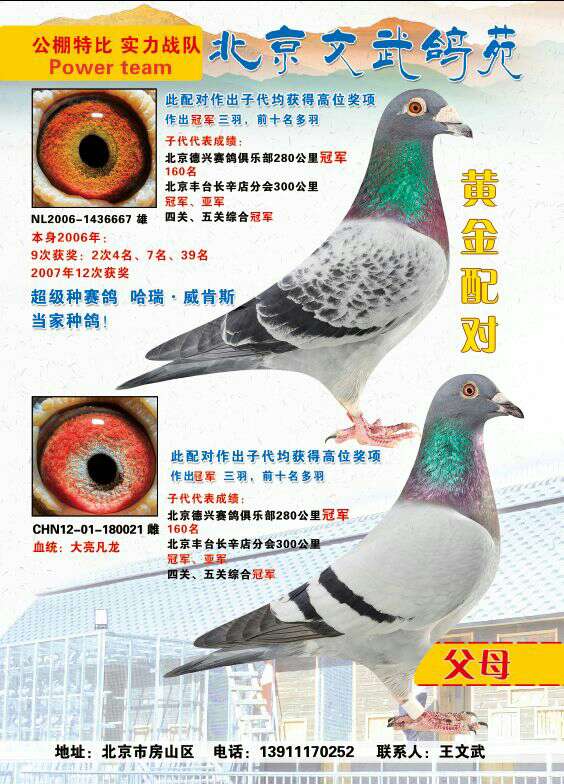 公棚特比 实力战队
Power team
北京文武鸽苑
此配对作出子代均获得高位奖项
作出冠军三羽，前十名多羽
子代代表成绩：
北京德兴赛鸽俱乐部280公里冠军
160名
北京丰台长辛店分会300公里
冠军、亚军
四关、五关综合冠军
NL2006-1436667 雄
本身2006年：
9次获奖：2次4名、7名、39名
2007年12次获奖
超级种赛鸽 哈瑞·威肯斯
当家种鸽！
黄金配对
此配对作出子代均获得高位奖项
作出冠军 三羽，前十名多羽
子代代表成绩：
北京德兴赛鸽俱乐部280公里冠军
160名
北京丰台长辛店分会300公里
冠军、亚军
四关、五关综合冠军
CHN12-01-180021 雌
血统：大亮凡龙
父母
地址：北京市房山区 电话：13911170252 联系人：王文武